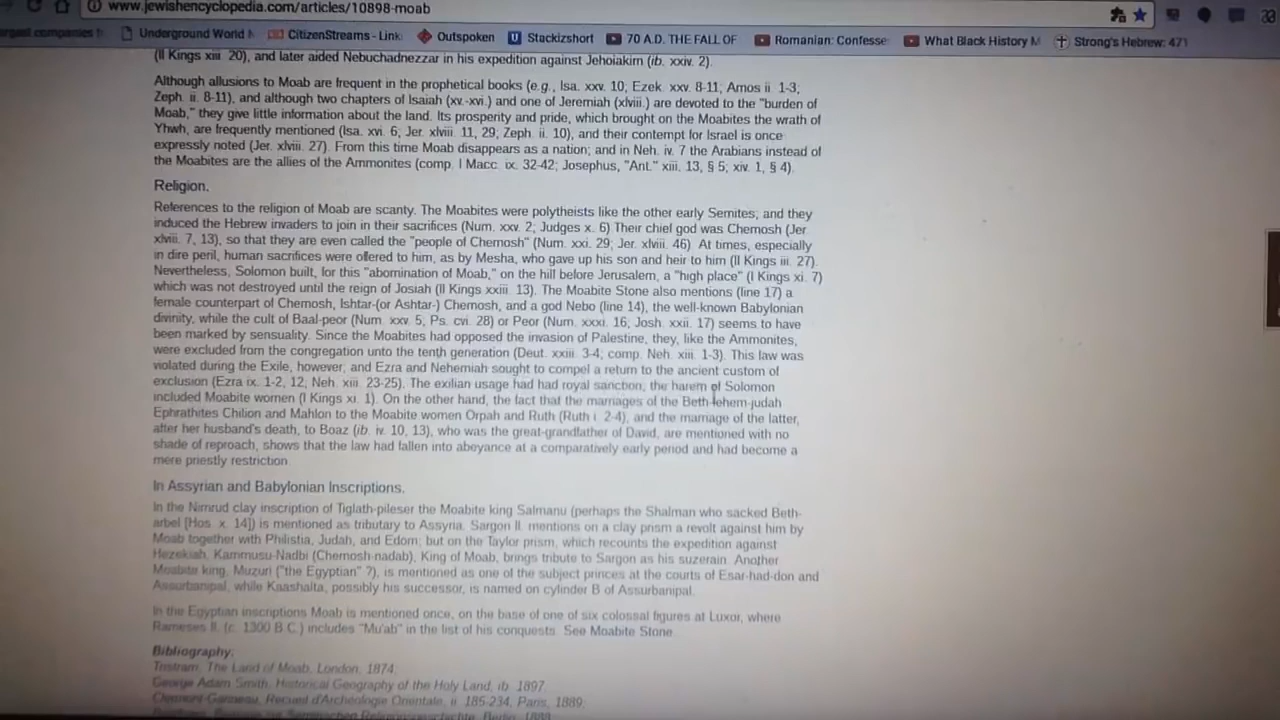 www.jewishencyclopedia.com/articles/10898-moab
Underground World
CitizenStreams - Link
Outspoken
Stackizshort
70 A.D. THE FALL OF
Romanian: Confesse
What Black History M
Strong's Hebrew: 471
(II Kings xiii. 20), and later aided Nebuchadnezzar in his expedition against Jehoiakim (ib. xxiv. 2).
Although allusions to Moab are frequent in the prophetical books (e.g., Isa. xxv. 10; Ezek. xxv. 8-11; Amos ii. 1-3;
Zeph. ii. 8-11), and although two chapters of Isaiah (xv.-xvi.) and one of Jeremiah (xlviii.) are devoted to the "burden of
Moab," they give little information about the land. Its prosperity and pride, which brought on the Moabites the wrath of
Yhwh, are frequently mentioned (Isa. xvi. 6; Jer. xlviii. 11, 29; Zeph. ii. 10), and their contempt for Israel is once
expressly noted (Jer. xlviii. 27). From this time Moab disappears as a nation; and in Neh. iv. 7 the Arabians instead of
the Moabites are the allies of the Ammonites (comp. I Macc. ix. 32-42; Josephus, "Ant." xiii. 13, § 5; xiv. 1, § 4).
Religion.
References to the religion of Moab are scanty. The Moabites were polytheists like the other early Semites; and they
induced the Hebrew invaders to join in their sacrifices (Num. xxv. 2; Judges x. 6).Their chief god was Chemosh (Jer.
xlviii. 7, 13), so that they are even called the "people of Chemosh" (Num. xxi. 29; Jer. xlviii. 46). At times, especially
in dire peril, human sacrifices were offered to him, as by Mesha, who gave up his son and heir to him (II Kings iii. 27).
Nevertheless, Solomon built, for this "abomination of Moab," on the hill before Jerusalem, a "high place" (I Kings xi. 7)
which was not destroyed until the reign of Josiah (II Kings xxiii. 13). The Moabite Stone also mentions (line 17) a
female counterpart of Chemosh, Ishtar-(or Ashtar-) Chemosh, and a god Nebo (line 14), the well-known Babylonian
divinity, while the cult of Baal-peor (Num. xxv. 5; Ps. cvi. 28) or Peor (Num. xxxi. 16; Josh. xxii. 17) seems to have
been marked by sensuality. Since the Moabites had opposed the invasion of Palestine, they, like the Ammonites,
were excluded from the congregation unto the tenth generation (Deut. xxiii. 3-4; comp. Neh. xiii. 1-3). This law was
violated during the Exile, however; and Ezra and Nehemiah sought to compel a return to the ancient custom of
exclusion (Ezra ix. 1-2, 12; Neh. xiii. 23-25). The exilian usage had had royal sanction; the harem of Solomon
included Moabite women (I Kings xi. 1). On the other hand, the fact that the marriages of the Beth-lehem-judah
Ephrathites Chilion and Mahlon to the Moabite women Orpah and Ruth (Ruth i. 2-4), and the marriage of the latter,
after her husband's death, to Boaz (ib. iv. 10, 13), who was the great-grandfather of David, are mentioned with no
shade of reproach, shows that the law had fallen into abeyance at a comparatively early period and had become a
mere priestly restriction.
In Assyrian and Babylonian Inscriptions.
In the Nimrud clay inscription of Tiglath-pileser the Moabite king Salmanu (perhaps the Shalman who sacked Beth-
arbel [Hos. x. 14]) is mentioned as tributary to Assyria. Sargon II. mentions on a clay prism a revolt against him by
Moab together with Philistia, Judah, and Edom; but on the Taylor prism, which recounts the expedition against
Hezekiah, Kammusu-Nadbi (Chemosh-nadab), King of Moab, brings tribute to Sargon as his suzerain. Another
Moabite king, Muzuri ("the Egyptian" ?), is mentioned as one of the subject princes at the courts of Esar-had-don and
Assurbanipal, while Kaashalta, possibly his successor, is named on cylinder B of Assurbanipal.
In the Egyptian inscriptions Moab is mentioned once, on the base of one of six colossal figures at Luxor, where
Rameses II. (c. 1300 B.C.) includes "Mu'ab" in the list of his conquests. See Moabite Stone.
Bibliography:
Tristram, The Land of Moab, London, 1874;
George Adam Smith, Historical Geography of the Holy Land, ib. 1897;
Clermont-Ganneau, Recueil d'Archéologie Orientale, ii. 185-234, Paris, 1889;